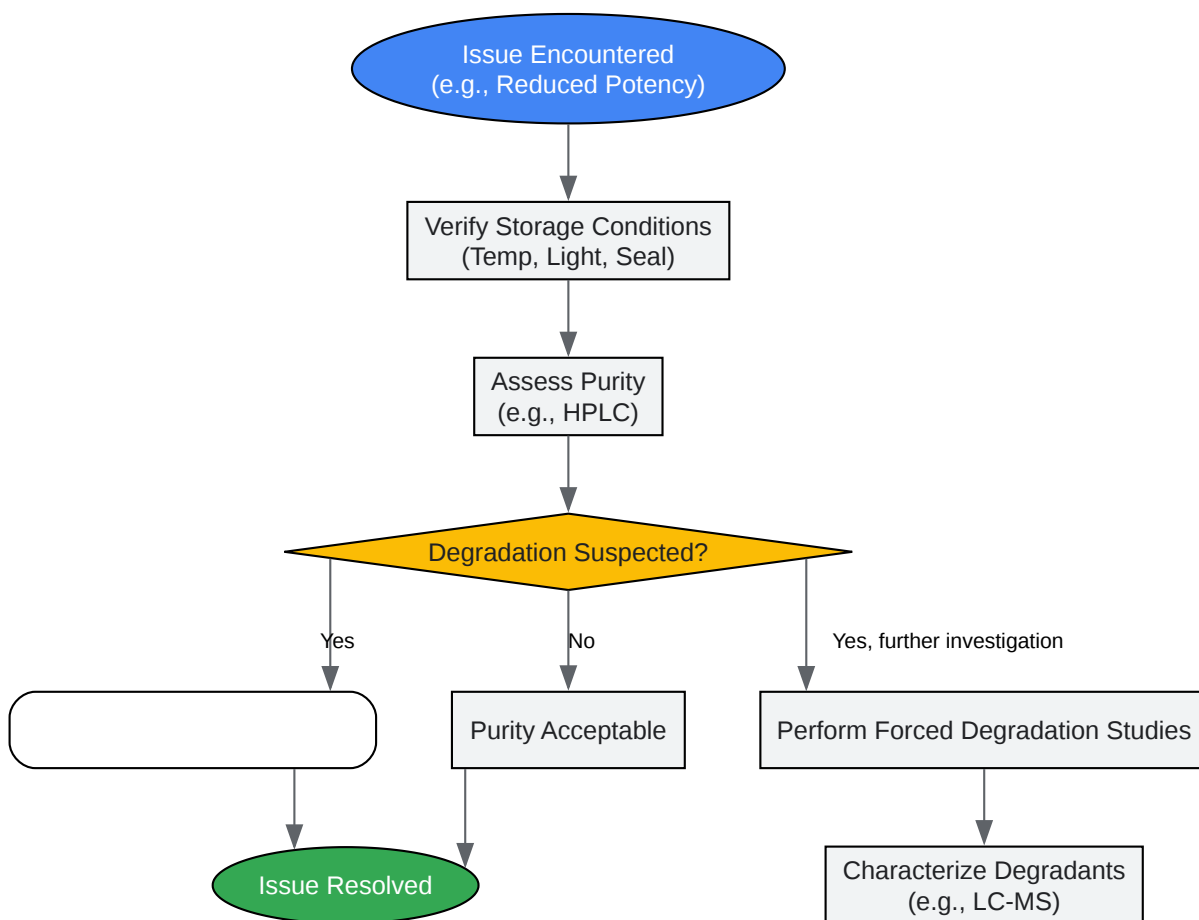 Issue Encountered
(e.g., Reduced Potency)
Verify Storage Conditions
(Temp, Light, Seal)
Assess Purity
(e.g., HPLC)
Degradation Suspected?
Yes
No
Yes, further investigation
Purity Acceptable
Perform Forced Degradation Studies
Issue Resolved
Characterize Degradants
(e.g., LC-MS)